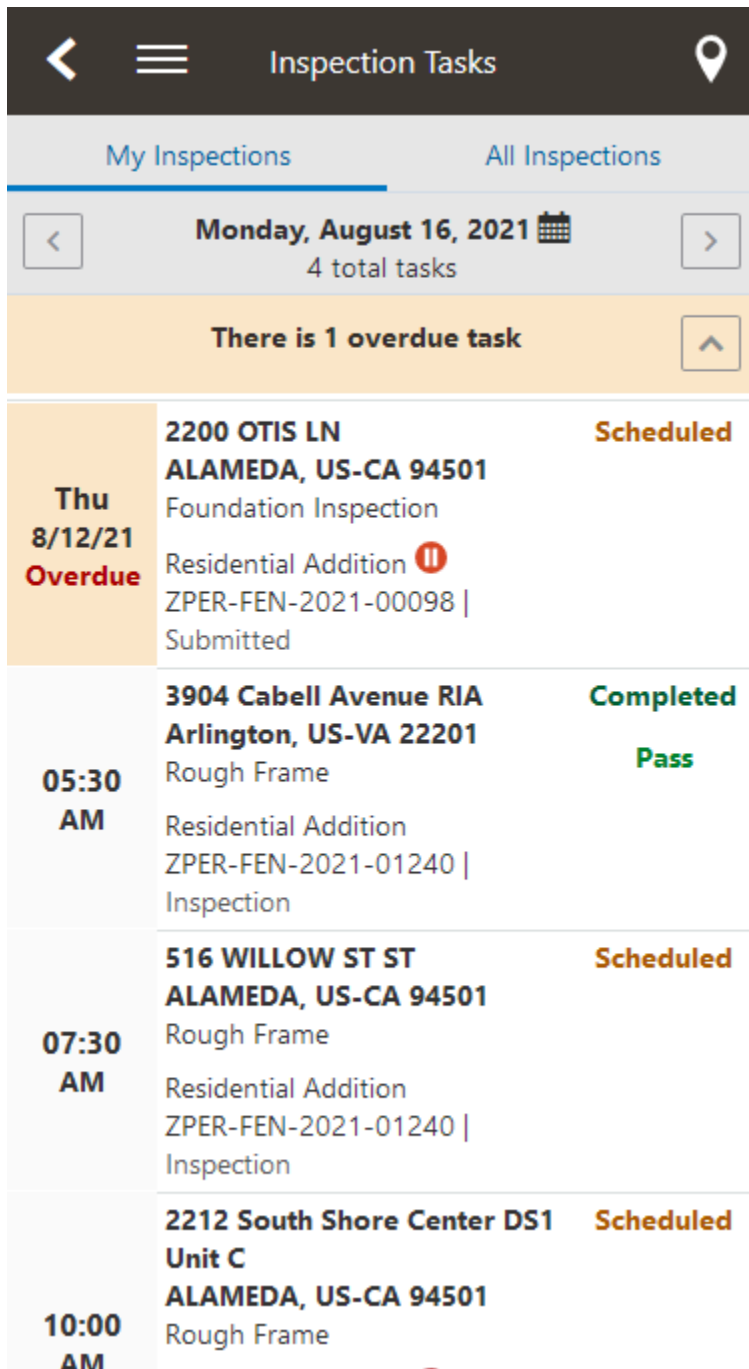 Inspection Tasks
My Inspections
All Inspections
Monday, August 16, 2021
4 total tasks
There is 1 overdue task
Thu
8/12/21
Overdue
2200 OTIS LN
ALAMEDA, US-CA 94501
Foundation Inspection
Residential Addition
ZPER-FEN-2021-00098 |
Submitted
Scheduled
05:30
AM
3904 Cabell Avenue RIA
Arlington, US-VA 22201
Rough Frame
Residential Addition
ZPER-FEN-2021-01240 |
Inspection
Completed
Pass
07:30
AM
516 WILLOW ST ST
ALAMEDA, US-CA 94501
Rough Frame
Residential Addition
ZPER-FEN-2021-01240 |
Inspection
Scheduled
10:00
AM
2212 South Shore Center DS1
Unit C
ALAMEDA, US-CA 94501
Rough Frame
Scheduled